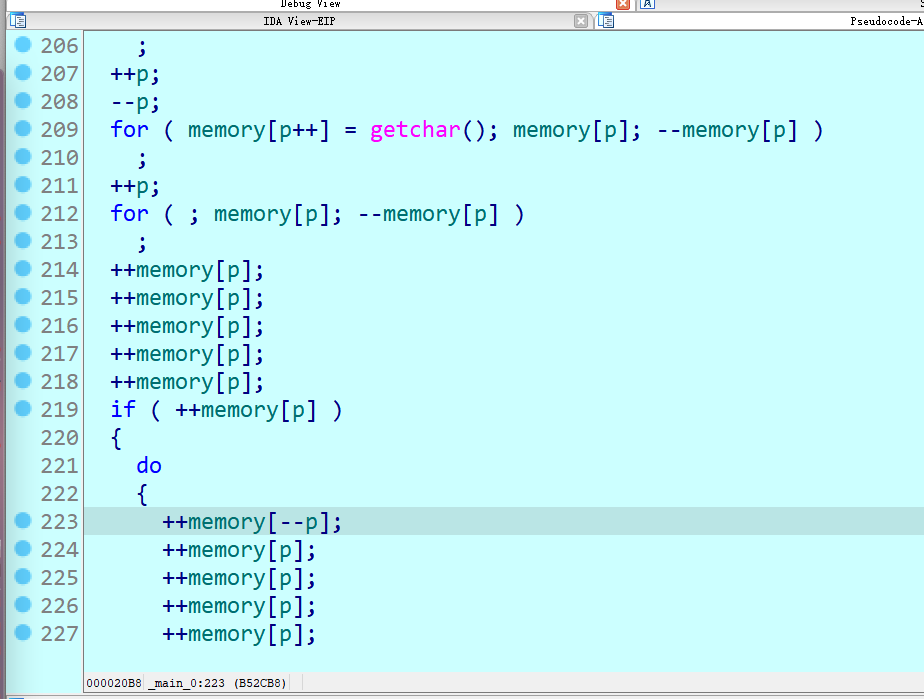 Debug View
IDA View-EIP
Pseudocode-A
206 ;
207 ++p;
208 --p;
209 for ( memory[p++] = getchar(); memory[p]; --memory[p] )
210 ;
211 ++p;
212 for ( ; memory[p]; --memory[p] )
213 ;
214 ++memory[p];
215 ++memory[p];
216 ++memory[p];
217 ++memory[p];
218 ++memory[p];
219 if ( ++memory[p] )
220 {
221 do
222 {
223 ++memory[--p];
224 ++memory[p];
225 ++memory[p];
226 ++memory[p];
227 ++memory[p];
000020B8 _main_0:223 (B52CB8)